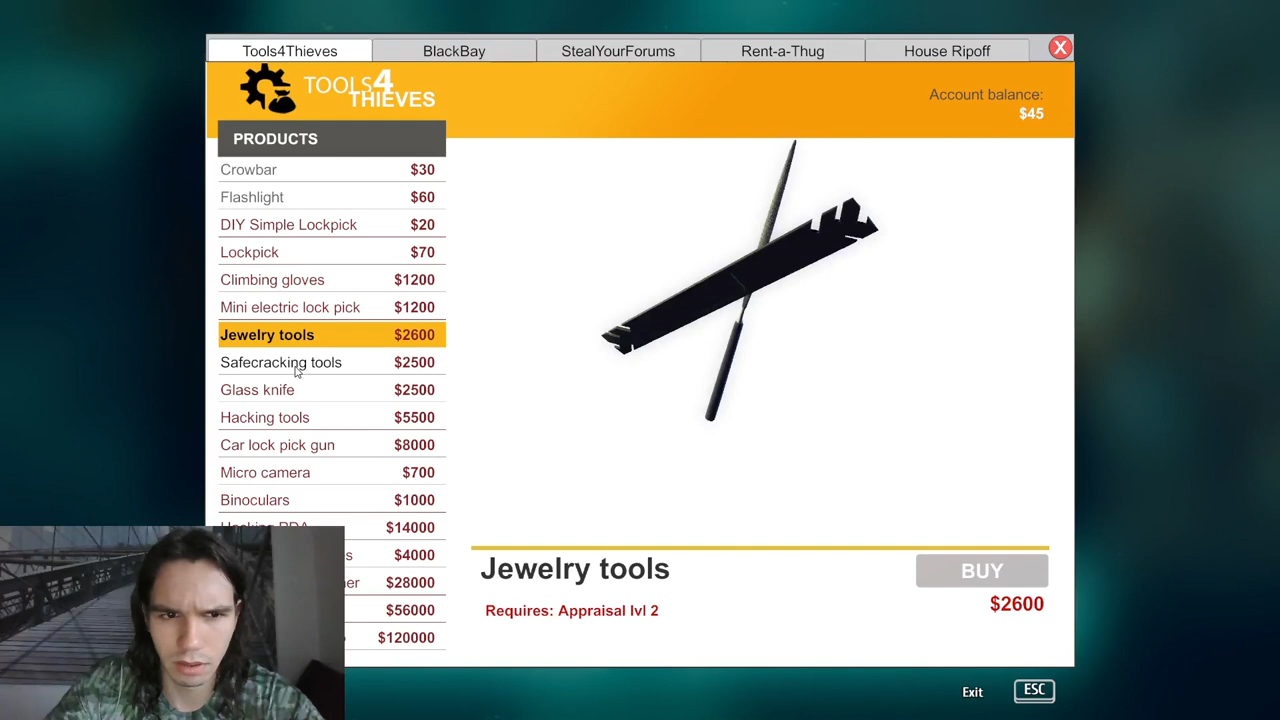 Tools4Thieves BlackBay StealYourForums Rent-a-Thug House Ripoff X
TOOLS4
THIEVES
Account balance:
$45
PRODUCTS
Crowbar $30
Flashlight $60
DIY Simple Lockpick $20
Lockpick $70
Climbing gloves $1200
Mini electric lock pick $1200
Jewelry tools $2600
Safecracking tools $2500
Glass knife $2500
Hacking tools $5500
Car lock pick gun $8000
Micro camera $700
Binoculars $1000
Hacking PDA $14000
$4000
$28000
$56000
$120000
Jewelry tools BUY
Requires: Appraisal lvl 2 $2600
Exit ESC